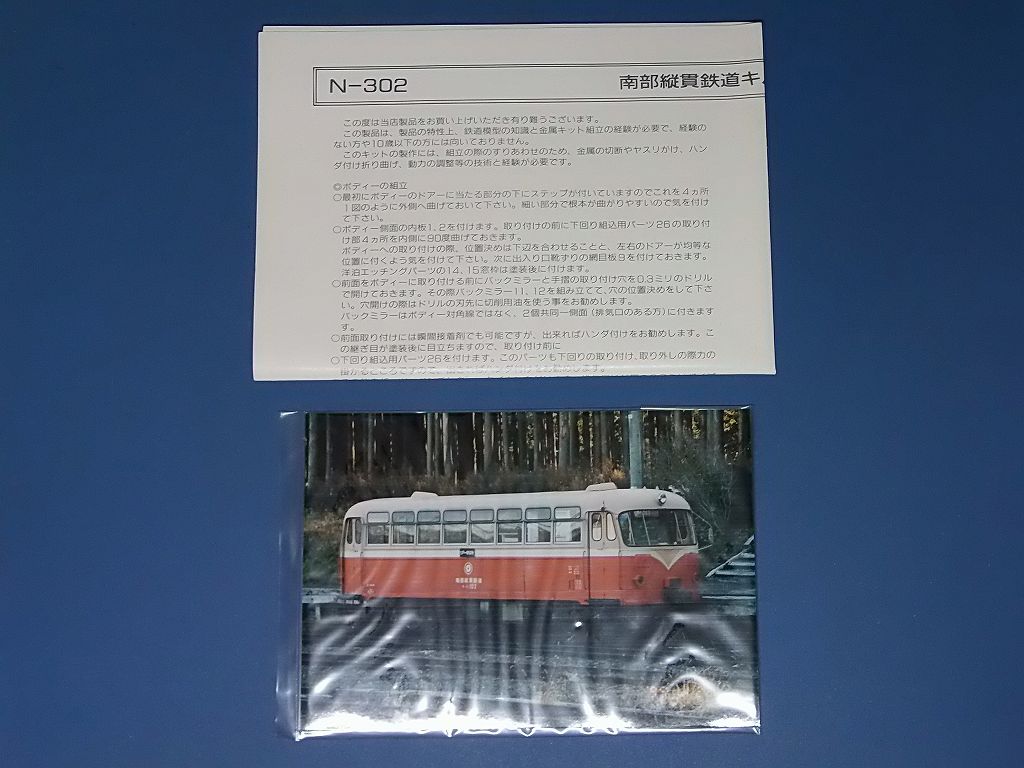 N-302
南部縦貫鉄道キ
この度は当店製品をお買い上げいただき有り難うございます。
この製品は、製品の特性上、鉄道模型の知識と金属キット組立の経験が必要で、経験の
ない方や10歳以下の方には向いておりません。
このキットの製作には、組立の際のすりあわせのため、金属の切断やヤスリがけ、ハン
ダ付け折り曲げ、動力の調整等の技術と経験が必要です。
◎ボディーの組立
○最初にボディーのドアーに当たる部分の下にステップが付いていますのでこれを4ヵ所
1図のように外側へ曲げておいて下さい。細い部分で根本が曲がりやすいので気を付け
て下さい。
○ボディー側面の内板1、2を付けます。取り付けの前に下回り組込用パーツ26の取り付
け部4ヵ所を内側に90度曲げておきます。
ボディーへの取り付けの際、位置決めは下辺を合わせることと、左右のドアーが均等な
位置に付くよう気を付けて下さい。次に出入り口靴ずりの網目板9を付けておきます。
洋泊エッチングパーツの14、15窓枠は塗装後に付けます。
○前面をボディーに取り付ける前にバックミラーと手摺の取り付け穴を0.3ミリのドリル
で開けておきます。その際バックミラー11、12を組み立てて、穴の位置決めをして下さ
い。穴開けの際はドリルの刃先に切削用油を使う事をお勧めします。
バックミラーはボディー対角線ではなく、2個共同一側面(排気口のある方)に付きま
す。
○前面取り付けには瞬間接着剤でも可能ですが、出来ればハンダ付けをお勧めします。こ
の継ぎ目が塗装後に目立ちますので、取り付け前に
○下回り組込用パーツ26を付けます。このパーツも下回りの取り付け、取り外しの際力の
掛かるところですので、出来ればハンダ付けをお勧めします。
南部縦貫鉄道